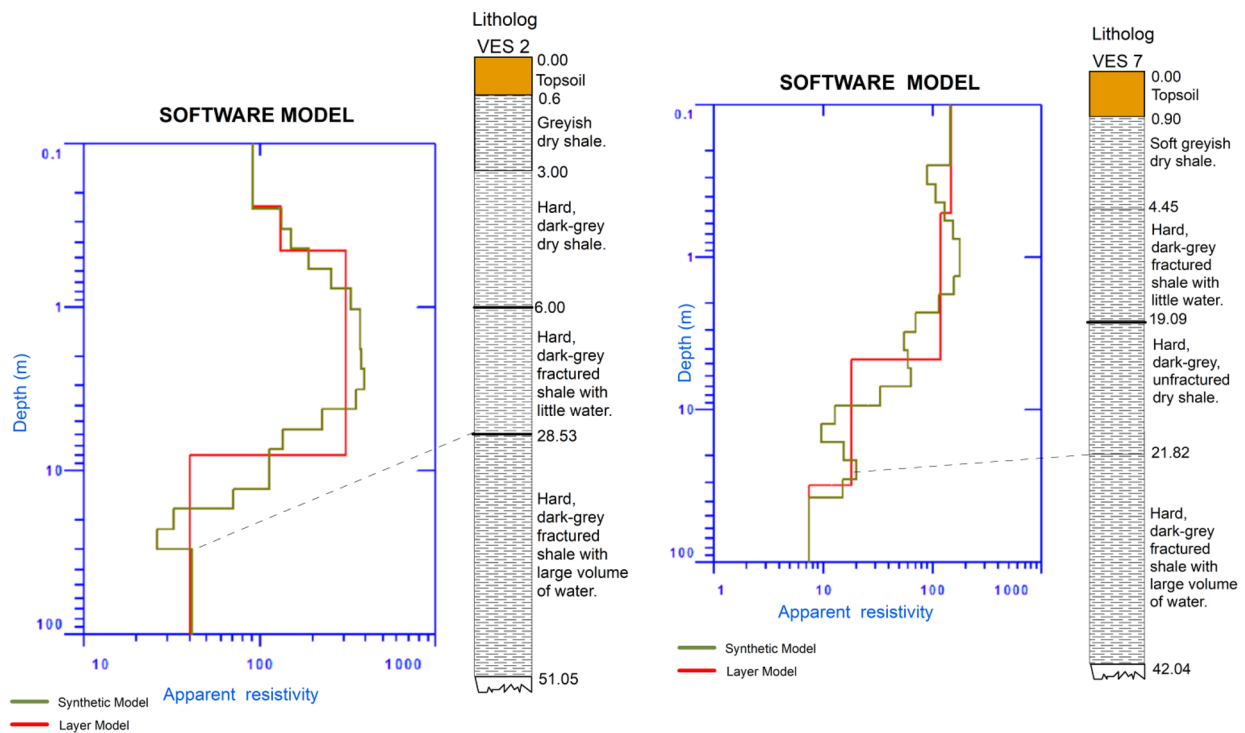 Litholog
VES 2
0.00
Topsoil
0.6
Greyish
dry shale.
3.00
Hard,
dark-grey
dry shale.
6.00
Hard,
dark-grey
fractured
shale with
little water.
28.53
Hard,
dark-grey
fractured
shale with
large volume
of water.
51.05
SOFTWARE MODEL
0.1
1
10
100
Depth (m)
10
100
1000
Apparent resistivity
Synthetic Model
Layer Model
Litholog
VES 7
0.00
Topsoil
0.90
Soft greyish
dry shale.
4.45
Hard,
dark-grey
fractured
shale with
little water.
19.09
Hard,
dark-grey,
unfractured
dry shale.
21.82
Hard,
dark-grey
fractured
shale with
large volume
of water.
42.04
SOFTWARE MODEL
0.1
1
10
100
Depth (m)
1
10
100
1000
Apparent resistivity
Synthetic Model
Layer Model